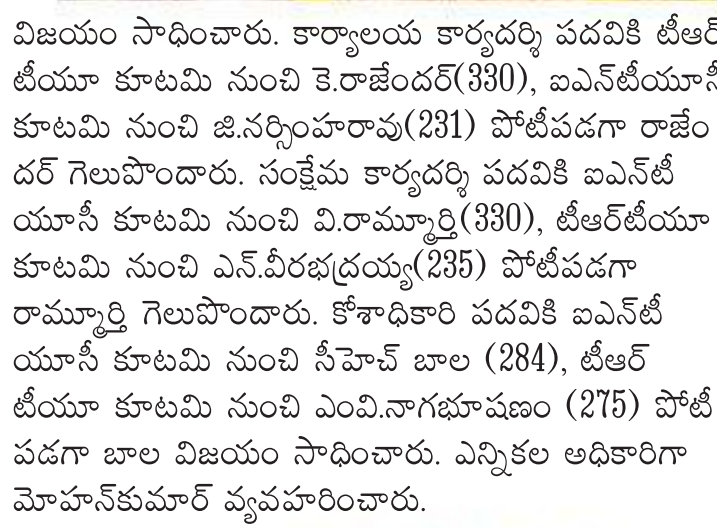 విజయం సాధించారు. కార్యాలయ కార్యదర్శి పదవికి టీఆర్
టీయూ కూటమి నుంచి కె.రాజేందర్(330), ఐఎన్‌టీయూసీ
కూటమి నుంచి జి.నర్సింహారావు(231) పోటీపడగా రాజేం
దర్ గెలుపొందారు. సంక్షేమ కార్యదర్శి పదవికి ఐఎన్‌టీ
యూసీ కూటమి నుంచి వి.రామ్మూర్తి(330), టీఆర్‌టీయూ
కూటమి నుంచి ఎన్.వీరభద్రయ్య(235) పోటీపడగా
రామ్మూర్తి గెలుపొందారు. కోశాధికారి పదవికి ఐఎన్‌టీ
యూసీ కూటమి నుంచి సీహెచ్ బాల (284), టీఆర్
టీయూ కూటమి నుంచి ఎంవి.నాగభూషణం (275) పోటీ
పడగా బాల విజయం సాధించారు. ఎన్నికల అధికారిగా
మోహన్‌కుమార్ వ్యవహరించారు.